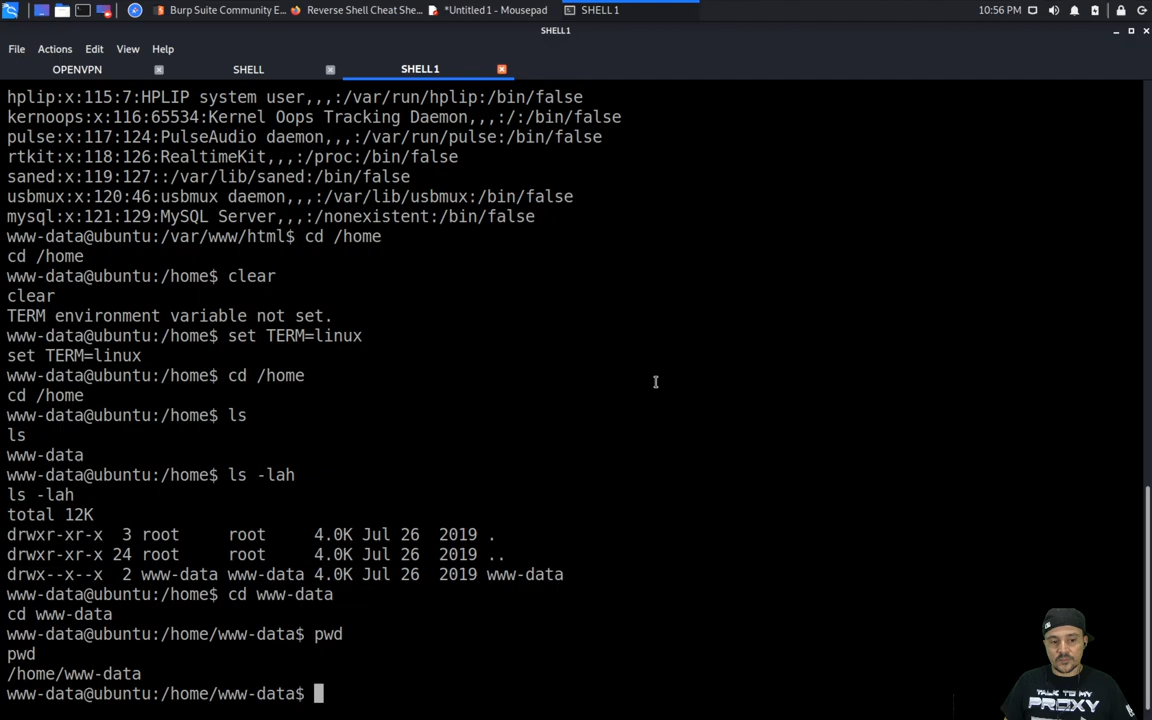 Burp Suite Community E...
Reverse Shell Cheat She...
*Untitled 1 - Mousepad
SHELL1
10:56 PM
SHELL1
File Actions Edit View Help
OPENVPN
SHELL
SHELL1
hplip:x:115:7:HPLIP system user,,,:/var/run/hplip:/bin/false
kernoops:x:116:65534:Kernel Oops Tracking Daemon,,,:/:/bin/false
pulse:x:117:124:PulseAudio daemon,,,:/var/run/pulse:/bin/false
rtkit:x:118:126:RealtimeKit,,,:/proc:/bin/false
saned:x:119:127::/var/lib/saned:/bin/false
usbmux:x:120:46:usbmux daemon,,,:/var/lib/usbmux:/bin/false
mysql:x:121:129:MySQL Server,,,:/nonexistent:/bin/false
www-data@ubuntu:/var/www/html$ cd /home
cd /home
www-data@ubuntu:/home$ clear
clear
TERM environment variable not set.
www-data@ubuntu:/home$ set TERM=linux
set TERM=linux
www-data@ubuntu:/home$ cd /home
cd /home
www-data@ubuntu:/home$ ls
ls
www-data
www-data@ubuntu:/home$ ls -lah
ls -lah
total 12K
drwxr-xr-x 3 root root 4.0K Jul 26 2019 .
drwxr-xr-x 24 root root 4.0K Jul 26 2019 ..
drwx--x--x 2 www-data www-data 4.0K Jul 26 2019 www-data
www-data@ubuntu:/home$ cd www-data
cd www-data
www-data@ubuntu:/home/www-data$ pwd
pwd
/home/www-data
www-data@ubuntu:/home/www-data$
TALK TO MY
PROXY